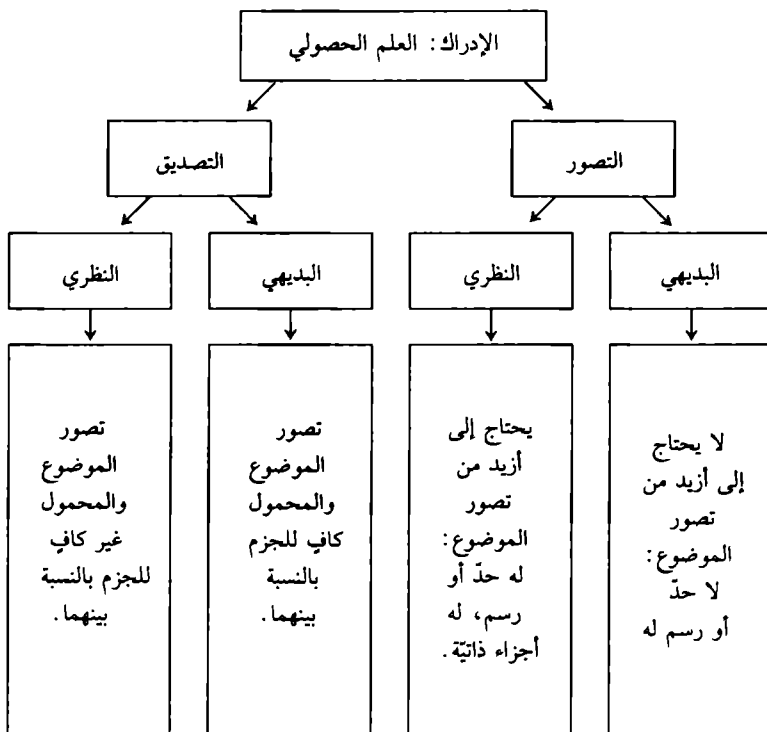 الإدراك: العلم الحصولي
التصور
التصديق
البديهي
النظري
البديهي
النظري
لا يحتاج
إلى أزيد من
تصور
الموضوع:
لا حدّ
أو رسم له
يحتاج إلى
أزيد من
تصور
الموضوع:
له حدّ أو
رسم، له
أجزاء ذاتيّة.
تصور
الموضوع
والمحمول
كافٍ للجزم
بالنسبة
بينهما.
تصور
الموضوع
والمحمول
غير كافٍ
للجزم بالنسبة
بينهما.